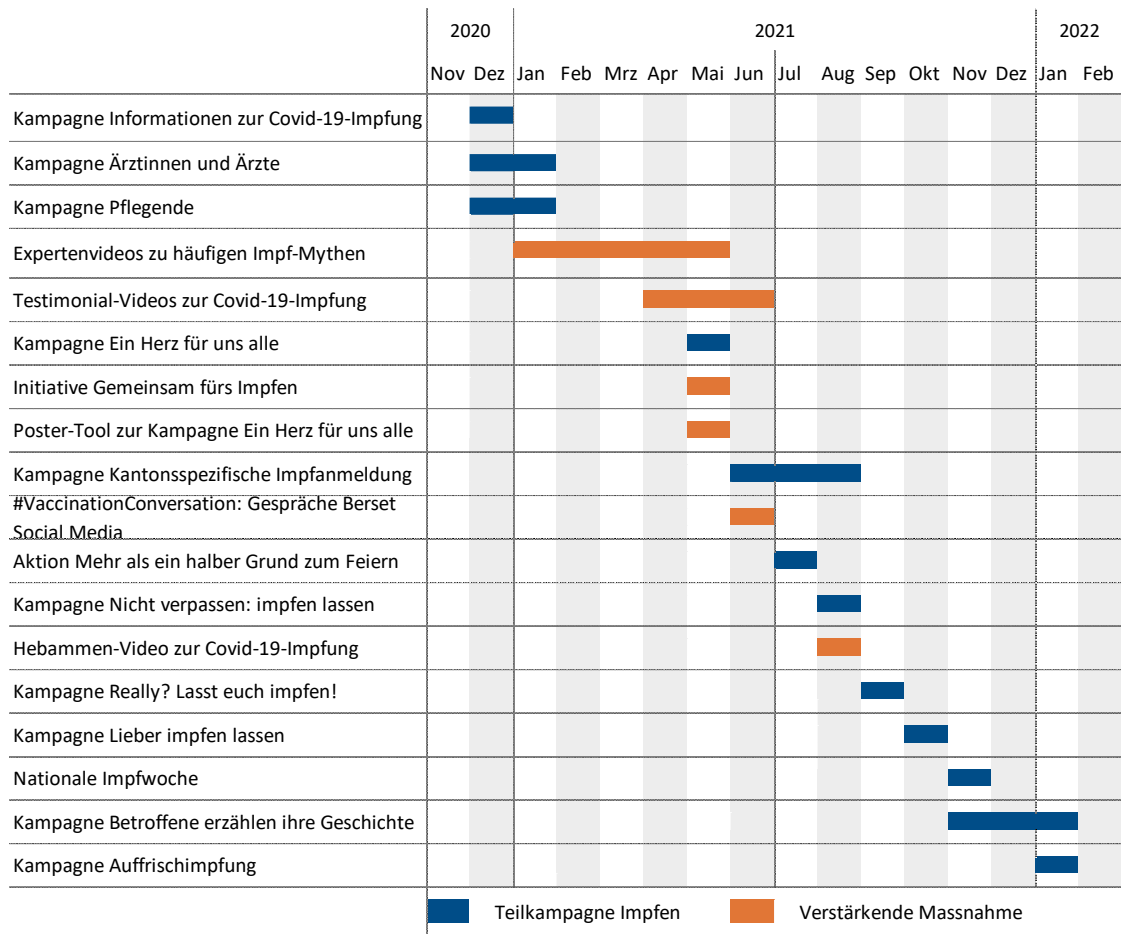 2020 2021 2022
Nov Dez Jan Feb Mrz Apr Mai Jun Jul Aug Sep Okt Nov Dez Jan Feb
Kampagne Informationen zur Covid-19-Impfung
Kampagne Ärztinnen und Ärzte
Kampagne Pflegende
Expertenvideos zu häufigen Impf-Mythen
Testimonial-Videos zur Covid-19-Impfung
Kampagne Ein Herz für uns alle
Initiative Gemeinsam fürs Impfen
Poster-Tool zur Kampagne Ein Herz für uns alle
Kampagne Kantonsspezifische Impfanmeldung
#VaccinationConversation: Gespräche Berset
Social Media
Aktion Mehr als ein halber Grund zum Feiern
Kampagne Nicht verpassen: impfen lassen
Hebammen-Video zur Covid-19-Impfung
Kampagne Really? Lasst euch impfen!
Kampagne Lieber impfen lassen
Nationale Impfwoche
Kampagne Betroffene erzählen ihre Geschichte
Kampagne Auffrischimpfung
Teilkampagne Impfen Verstärkende Massnahme